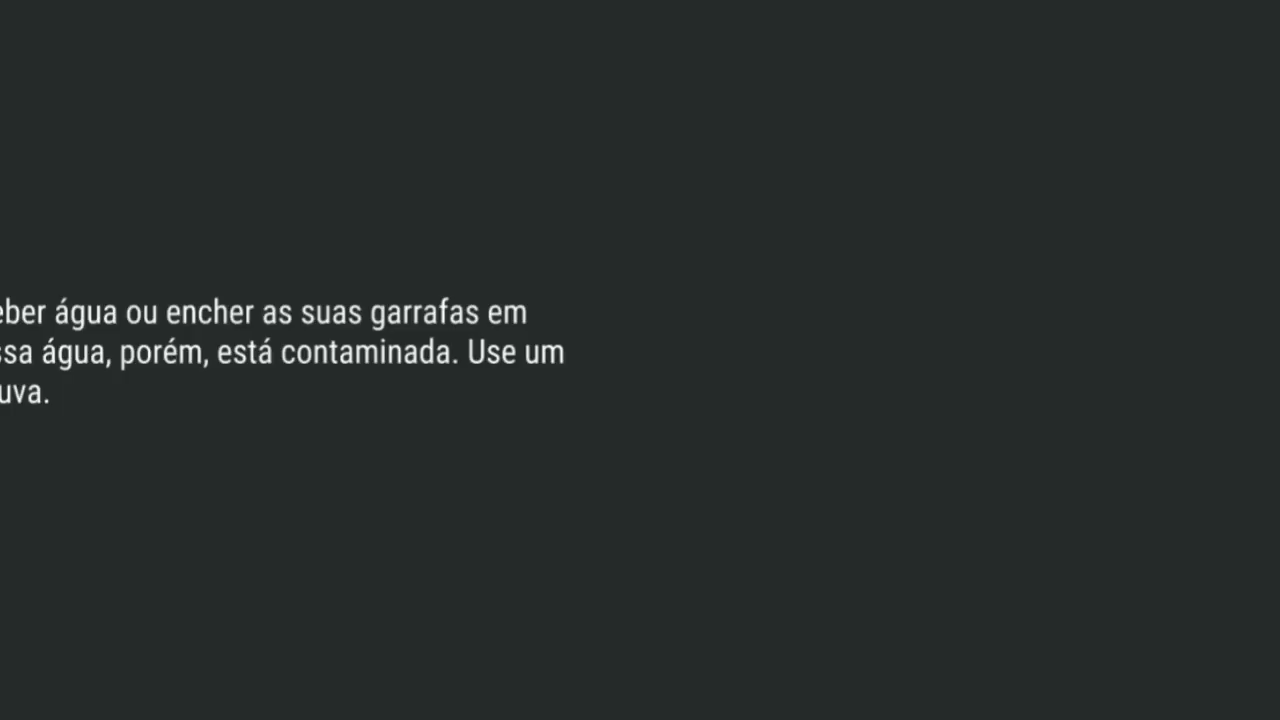 eber água ou encher as suas garrafas em
ssa água, porém, está contaminada. Use um
uva.